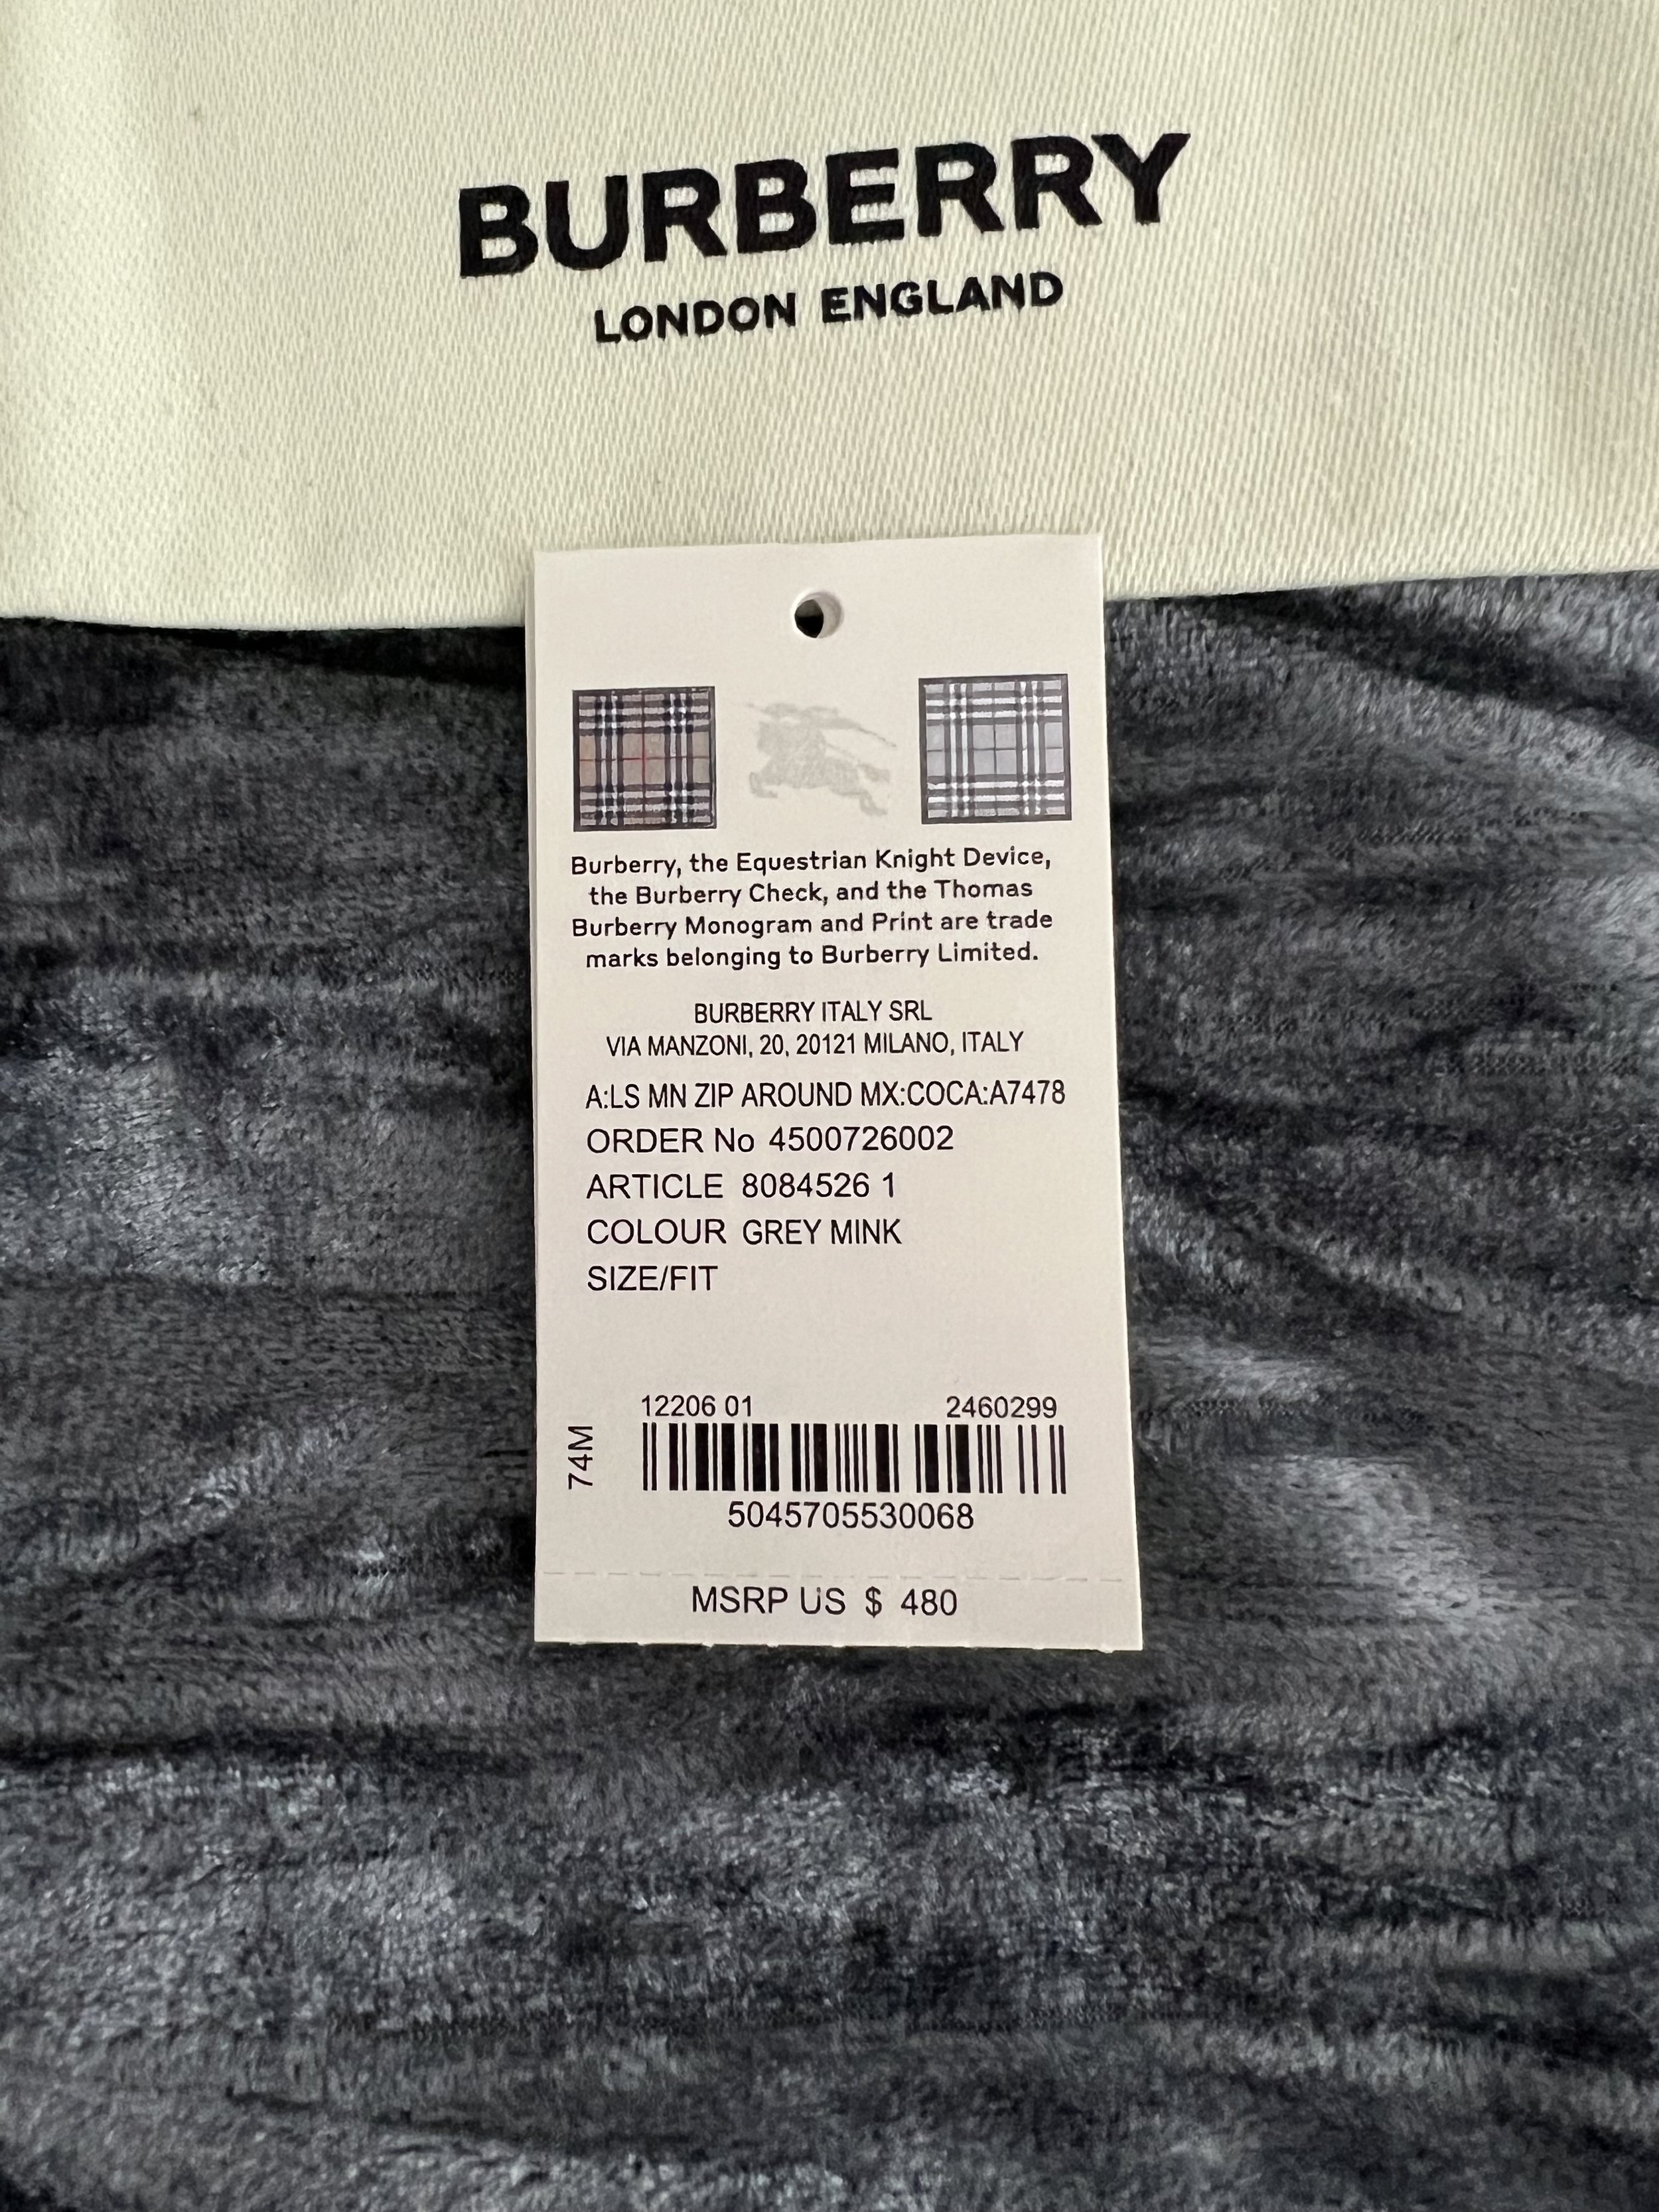 BURBERRY
LONDON ENGLAND
Burberry, the Equestrian Knight Device,
the Burberry Check, and the Thomas
Burberry Monogram and Print are trade
marks belonging to Burberry Limited.
BURBERRY ITALY SRL
VIA MANZONI, 20, 20121 MILANO, ITALY
A:LS MN ZIP AROUND MX:COCA:A7478
ORDER No 4500726002
ARTICLE 8084526 1
COLOUR GREY MINK
SIZE/FIT
12206 01 2460299
74M
5045705530068
MSRP US $ 480